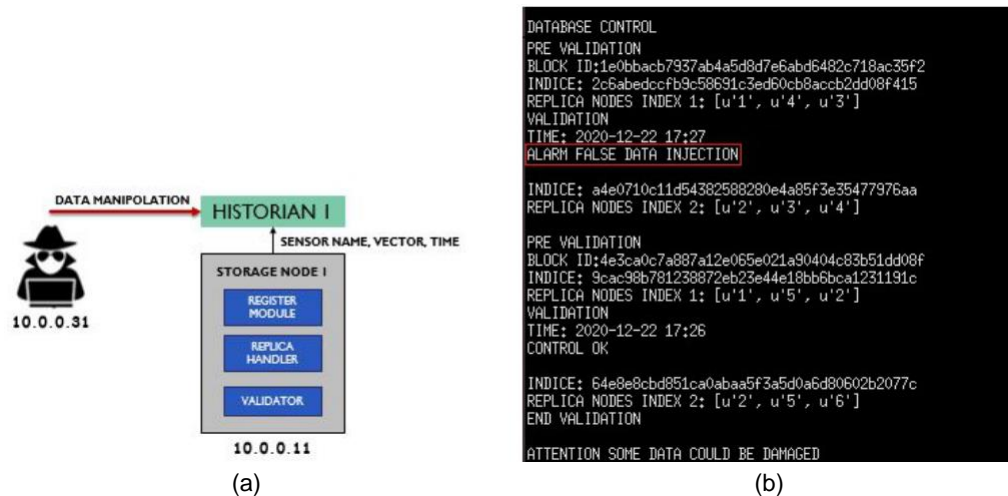 DATA MANIPOLATION
HISTORIAN 1
SENSOR NAME, VECTOR, TIME
STORAGE NODE 1
REGISTER
MODULE
REPLICA
HANDLER
VALIDATOR
10.0.0.31
10.0.0.11
(a)
DATABASE CONTROL
PRE VALIDATION
BLOCK ID:1e0bbacb7937ab4a5d8d7e6abd6482c718ac35f2
INDICE: 2c6abedccfb9c58691c3ed60cb8accb2dd08f415
REPLICA NODES INDEX 1: [u'1', u'4', u'3']
VALIDATION
TIME: 2020-12-22 17:27
ALARM FALSE DATA INJECTION
INDICE: a4e0710c11d54382588280e4a85f3e35477976aa
REPLICA NODES INDEX 2: [u'2', u'3', u'4']
PRE VALIDATION
BLOCK ID:4e3ca0c7a887a12e065e021a90404c83b51dd08f
INDICE: 9cac98b781238872eb23e44e18bb6bca1231191c
REPLICA NODES INDEX 1: [u'1', u'5', u'2']
VALIDATION
TIME: 2020-12-22 17:26
CONTROL OK
INDICE: 64e8e8cbd851ca0abaa5f3a5d0a6d80602b2077c
REPLICA NODES INDEX 2: [u'2', u'5', u'6']
END VALIDATION
ATTENTION SOME DATA COULD BE DAMAGED
(b)